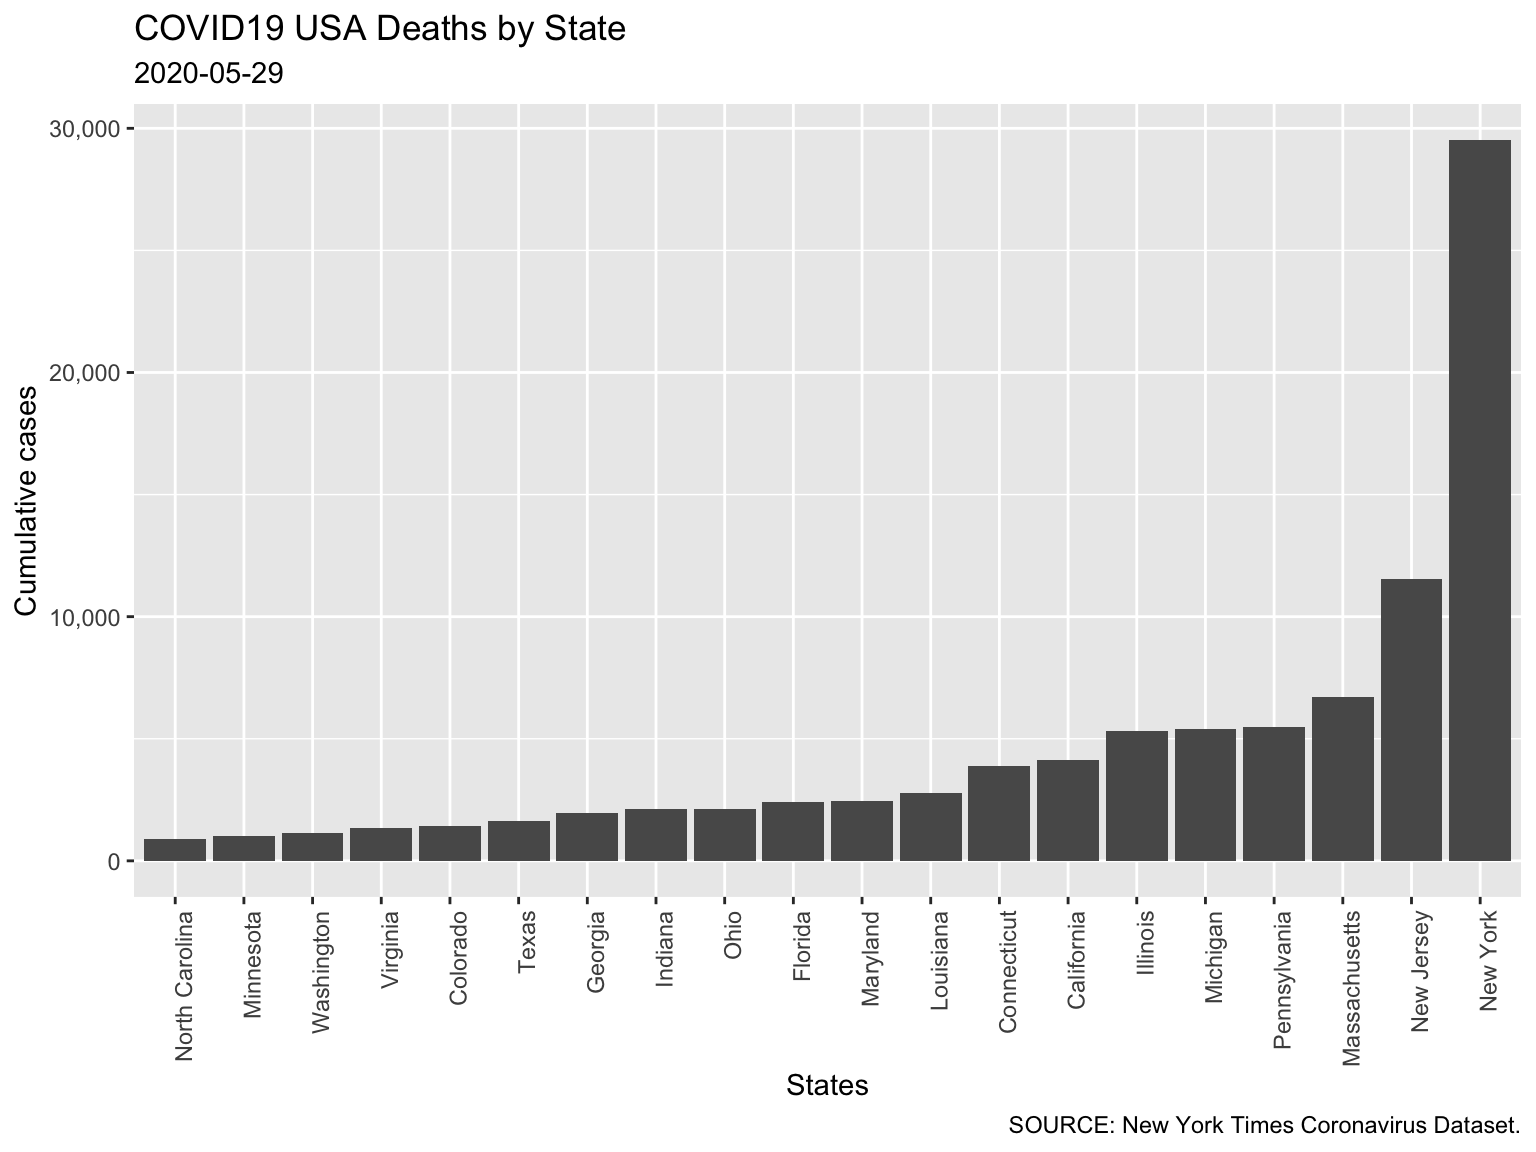 COVID19 USA Deaths by State
2020-05-29
Cumulative cases
30,000
20,000
10,000
0
North Carolina
Minnesota
Washington
Virginia
Colorado
Texas
Georgia
Indiana
Ohio
Florida
Maryland
Louisiana
Connecticut
California
Illinois
Michigan
Pennsylvania
Massachusetts
New Jersey
New York
States
SOURCE: New York Times Coronavirus Dataset.